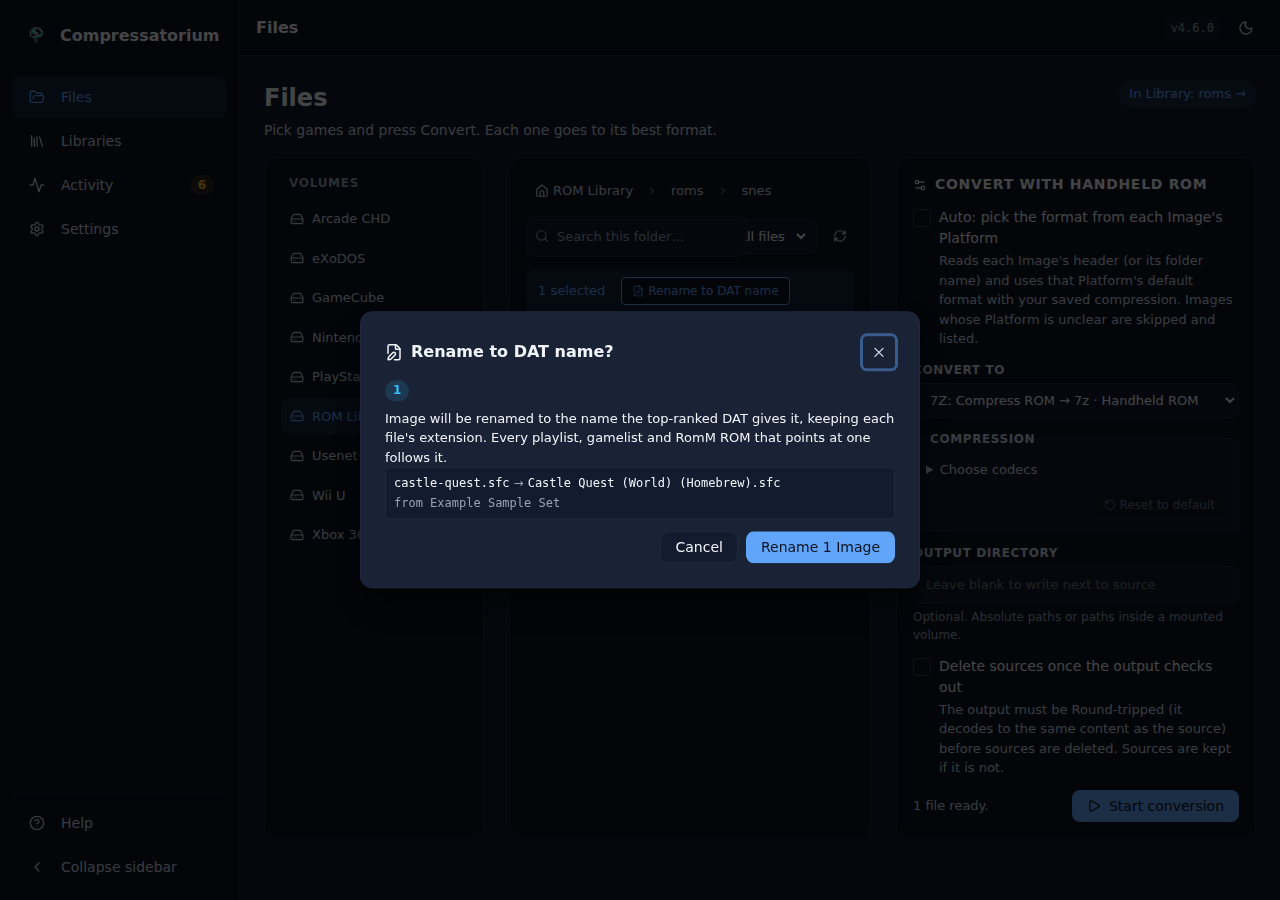 Compressatorium
Files
v4.6.0
Files
Libraries
Activity
6
Settings
Files
In Library: roms →
Pick games and press Convert. Each one goes to its best format.
VOLUMES
Arcade CHD
eXoDOS
GameCube
ROM Library
roms
snes
Search this folder...
files
1 selected
Rename to DAT name
CONVERT WITH HANDHELD ROM
Auto: pick the format from each Image's
Platform
Reads each Image's header (or its folder
name) and uses that Platform's default
format with your saved compression. Images
whose Platform is unclear are skipped and
listed.
TO
7Z: Compress ROM → 7z · Handheld ROM
COMPRESSION
Choose codecs
Reset to default
DIRECTORY
Leave blank to write next to source
Optional. Absolute paths or paths inside a mounted
volume.
Delete sources once the output checks
out
The output must be Round-tripped (it
decodes to the same content as the source)
before sources are deleted. Sources are kept
if it is not.
1 file ready.
Start conversion
Rename to DAT name?
1
Image will be renamed to the name the top-ranked DAT gives it, keeping each
file's extension. Every playlist, gamelist and RomM ROM that points at one
follows it.
castle-quest.sfc → Castle Quest (World) (Homebrew).sfc
from Example Sample Set
Cancel
Rename 1 Image
ROM
Usenet
Wii U
Xbox
Help
Collapse sidebar